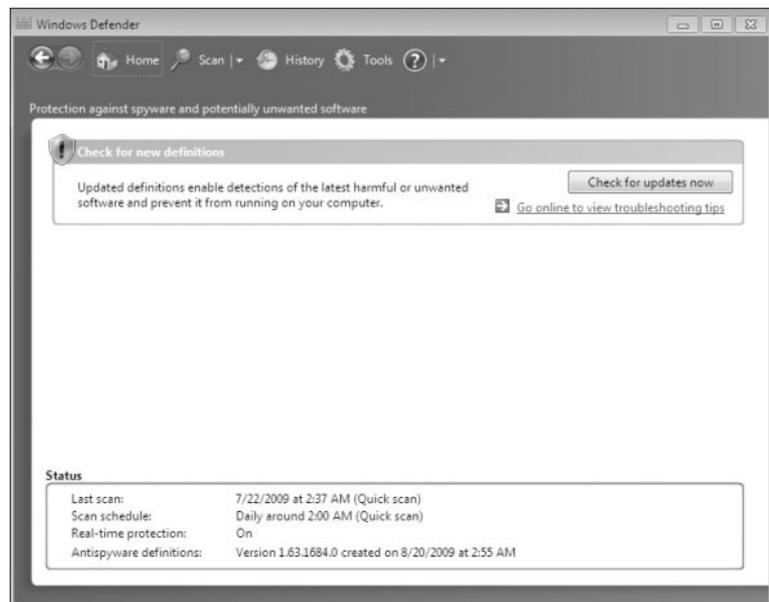 Windows Defender
Home Scan History Tools ?
Protection against spyware and potentially unwanted software
Check for new definitions
Updated definitions enable detections of the latest harmful or unwanted
software and prevent it from running on your computer.
Check for updates now
Go online to view troubleshooting tips
Status
Last scan: 7/22/2009 at 2:37 AM (Quick scan)
Scan schedule: Daily around 2:00 AM (Quick scan)
Real-time protection: On
Antispyware definitions: Version 1.63.1684.0 created on 8/20/2009 at 2:55 AM